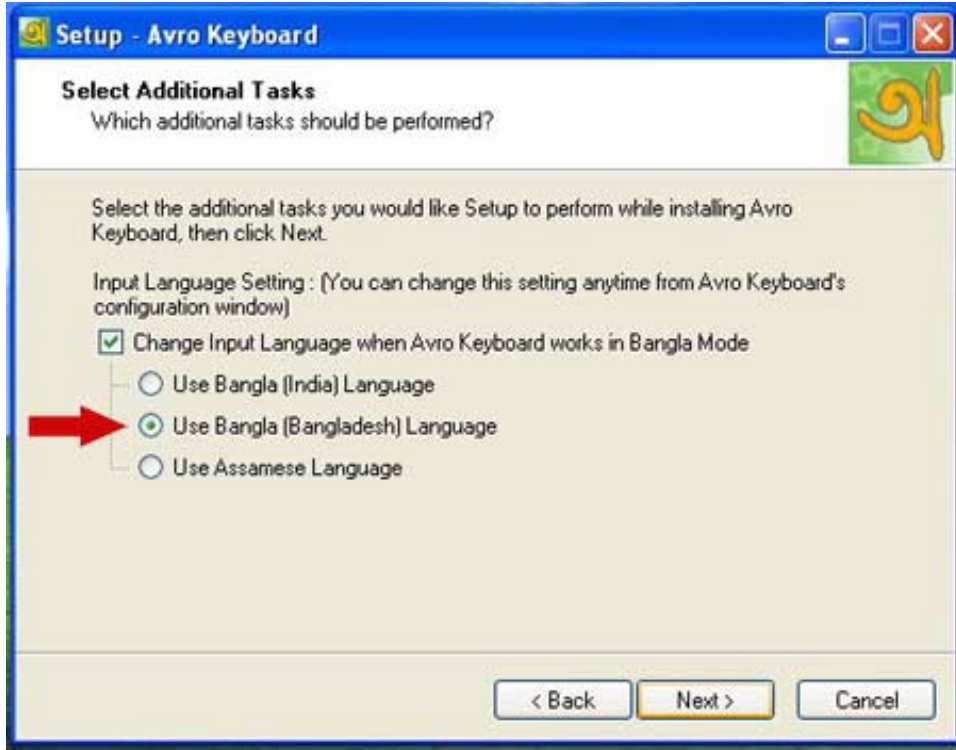 Setup - Avro Keyboard
Select Additional Tasks
Which additional tasks should be performed?
অ
Select the additional tasks you would like Setup to perform while installing Avro
Keyboard, then click Next.
Input Language Setting : (You can change this setting anytime from Avro Keyboard's
configuration window)
Change Input Language when Avro Keyboard works in Bangla Mode
Use Bangla (India) Language
Use Bangla (Bangladesh) Language
Use Assamese Language
< Back Next > Cancel